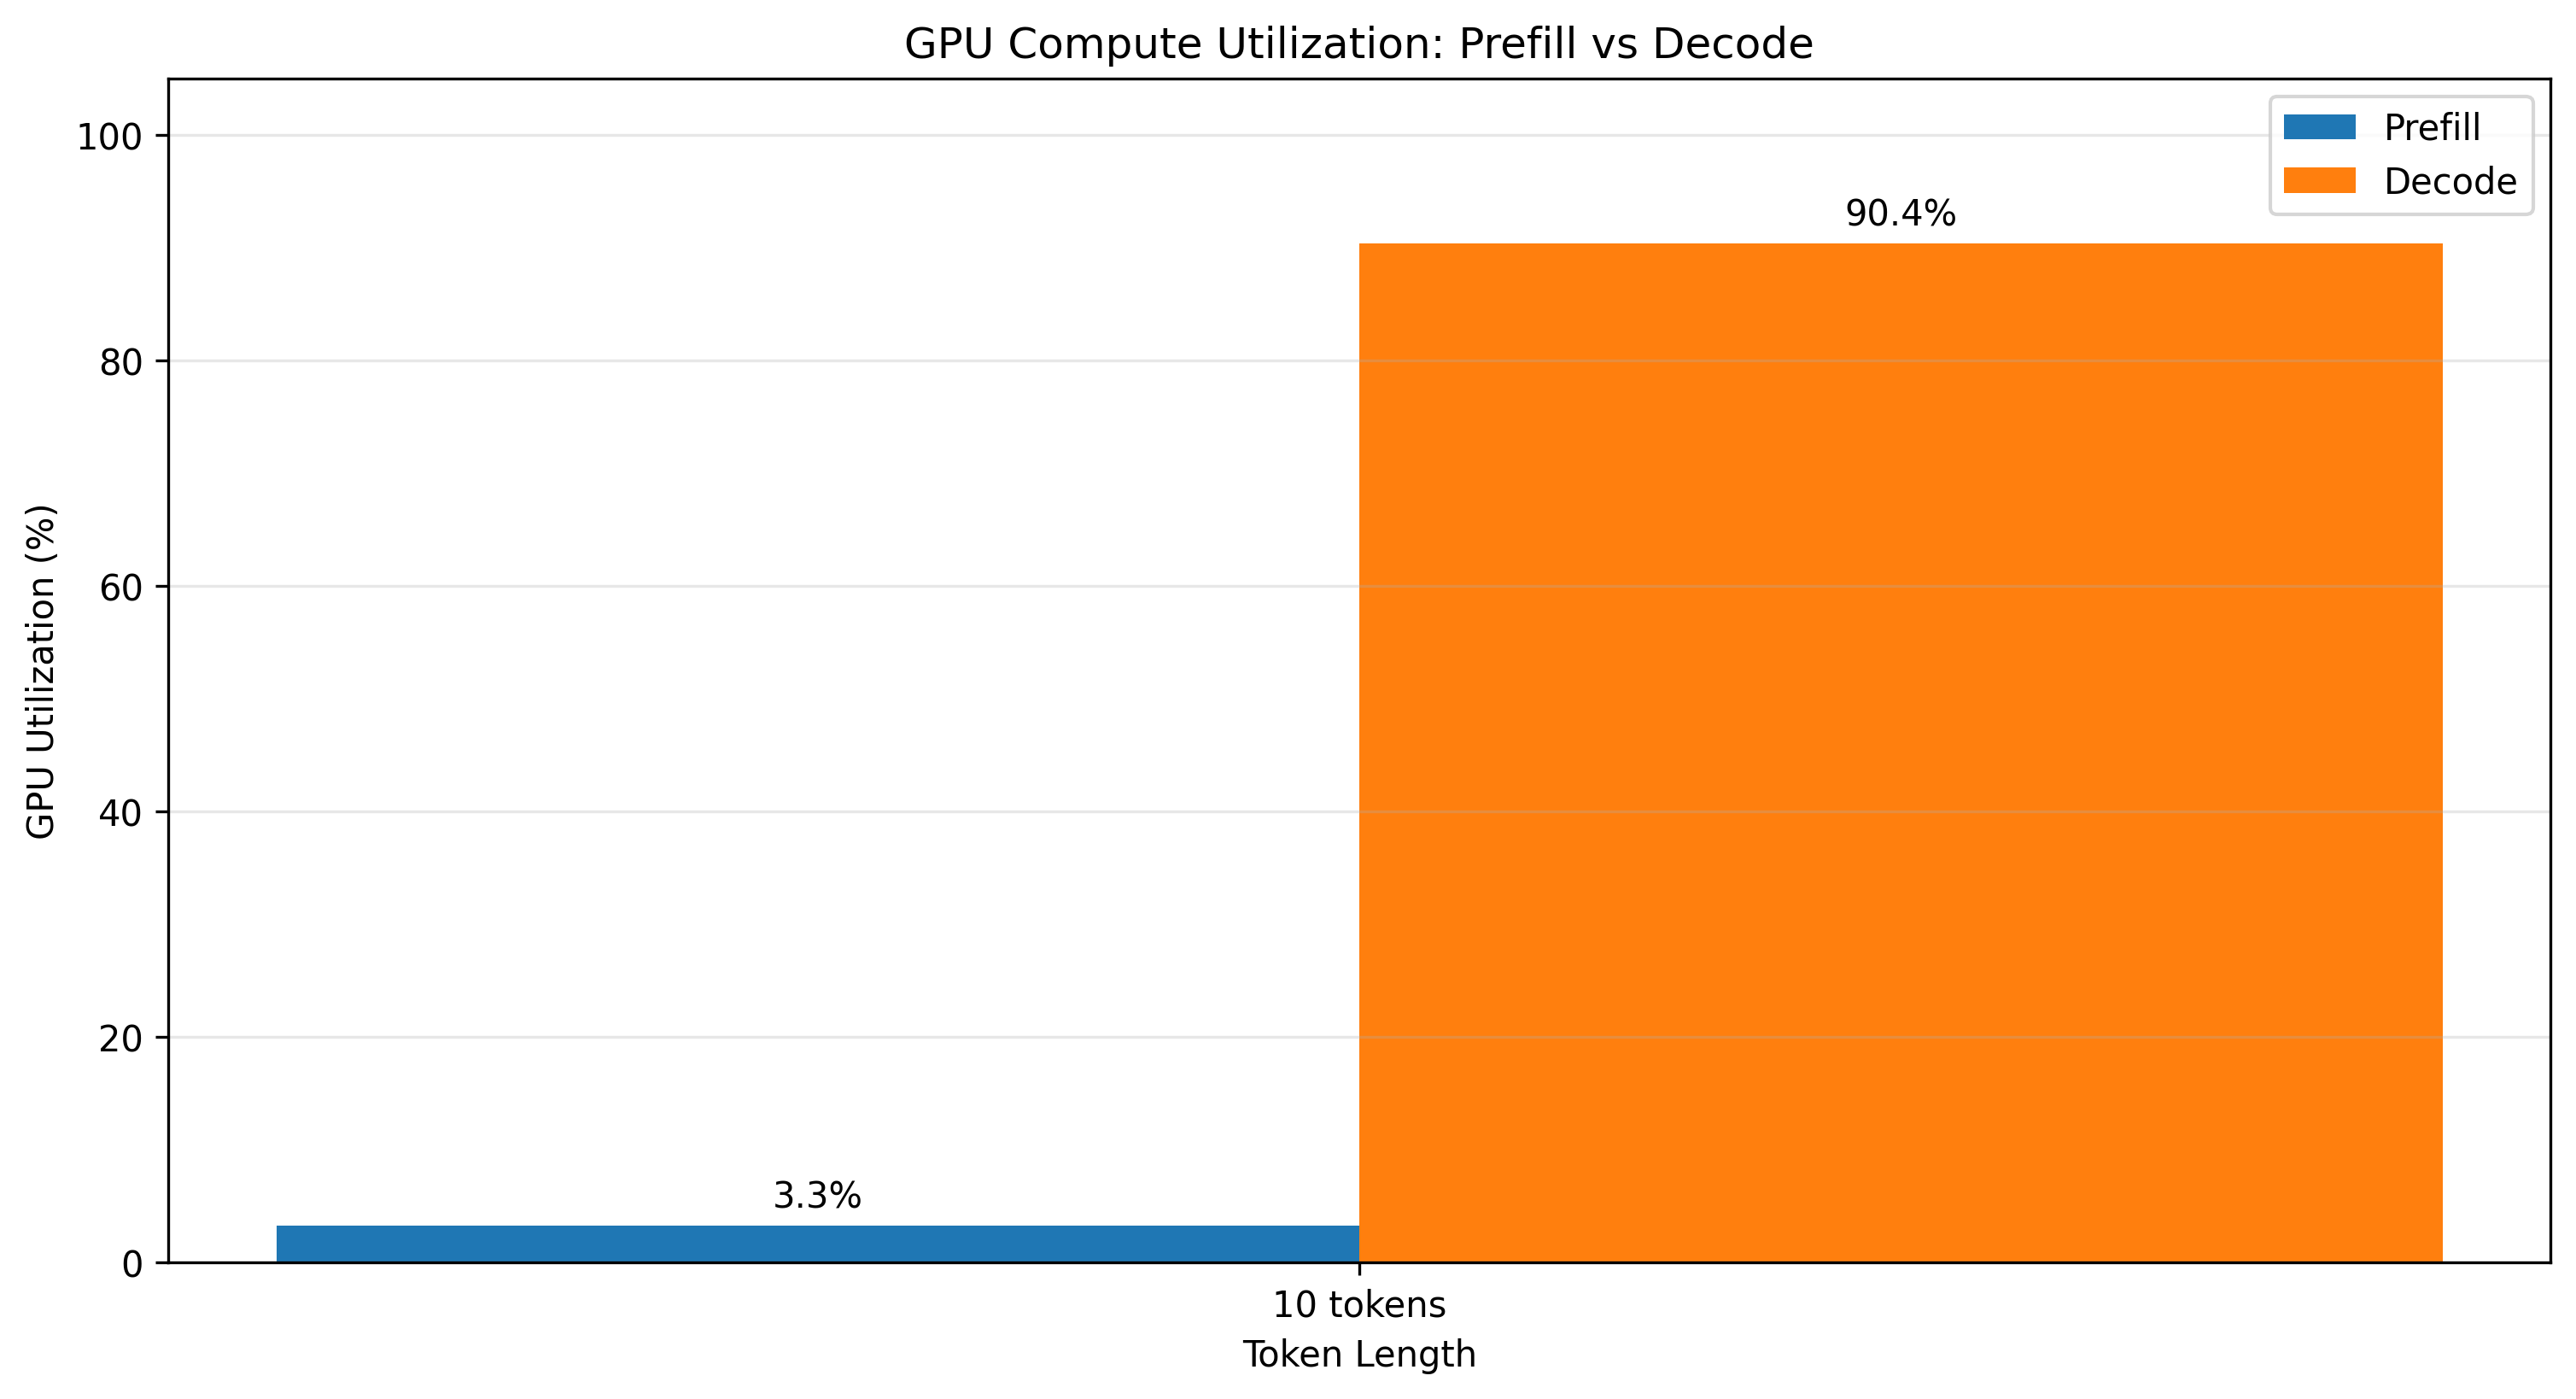 GPU Compute Utilization: Prefill vs Decode
Prefill
Decode
GPU Utilization (%)
100
80
60
40
20
0
3.3%
90.4%
10 tokens
Token Length